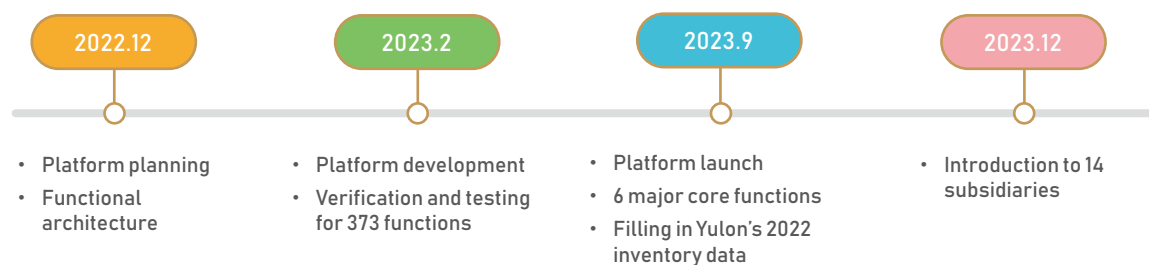 2022.12
2023.2
2023.9
2023.12
• Platform planning
• Functional
architecture
• Platform development
• Verification and testing
for 373 functions
• Platform launch
• 6 major core functions
• Filling in Yulon's 2022
inventory data
• Introduction to 14
subsidiaries